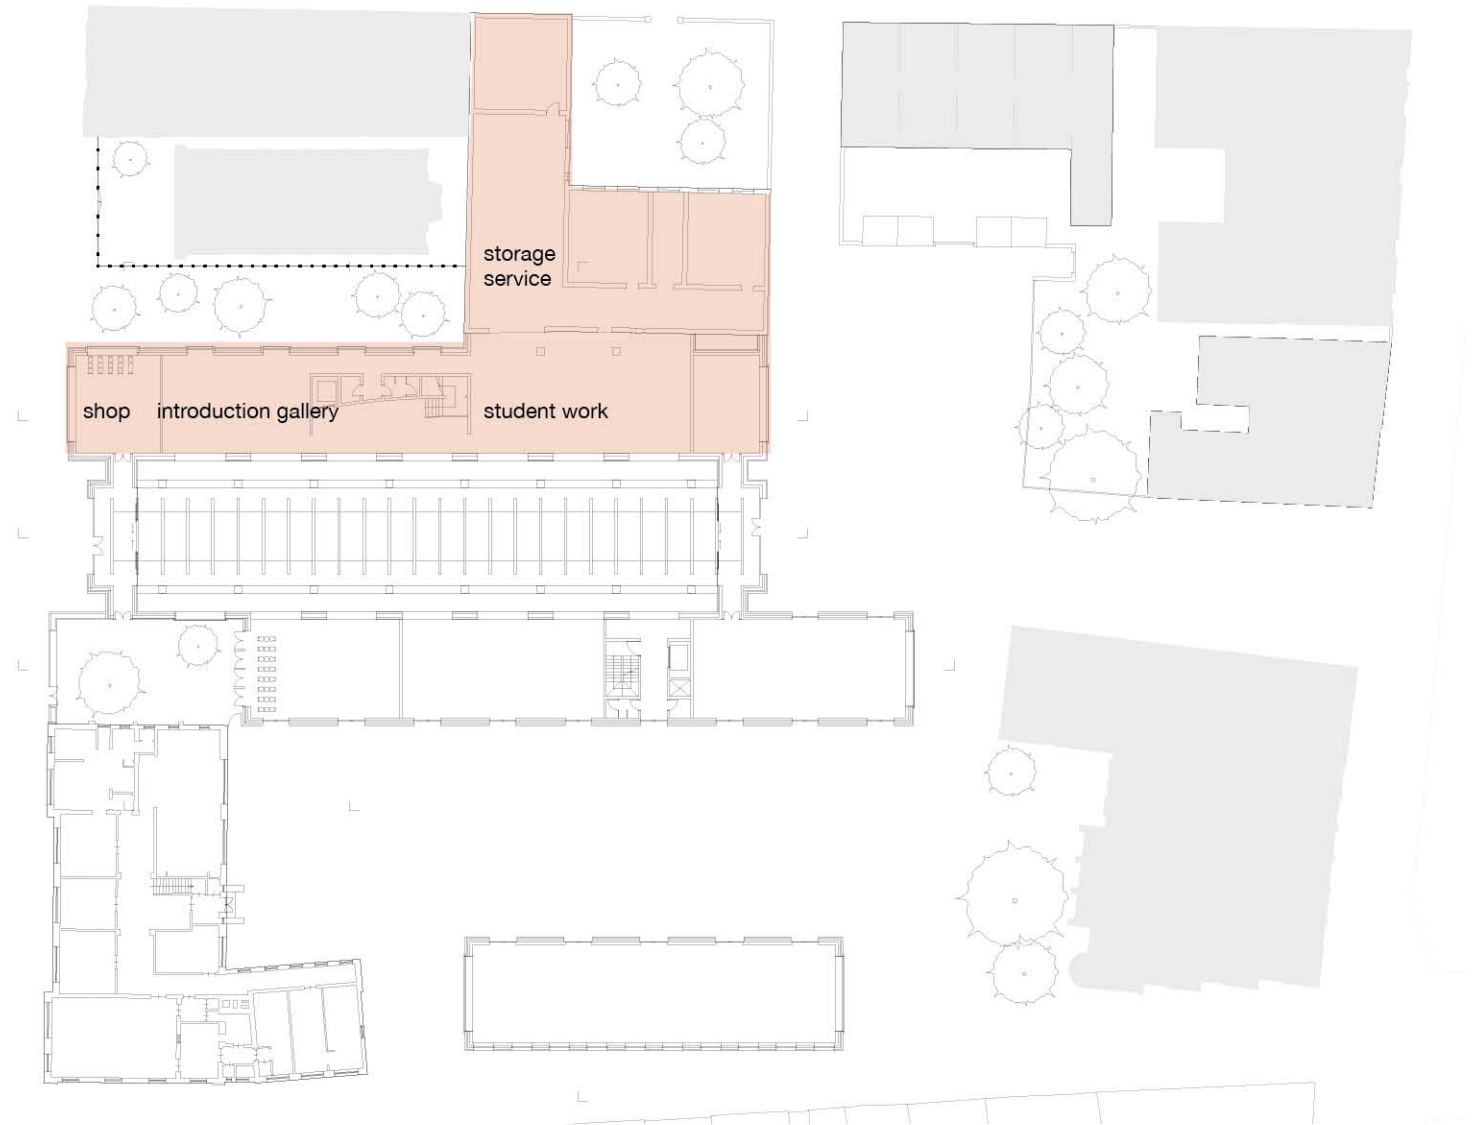 storage
service
shop
introduction gallery
student work